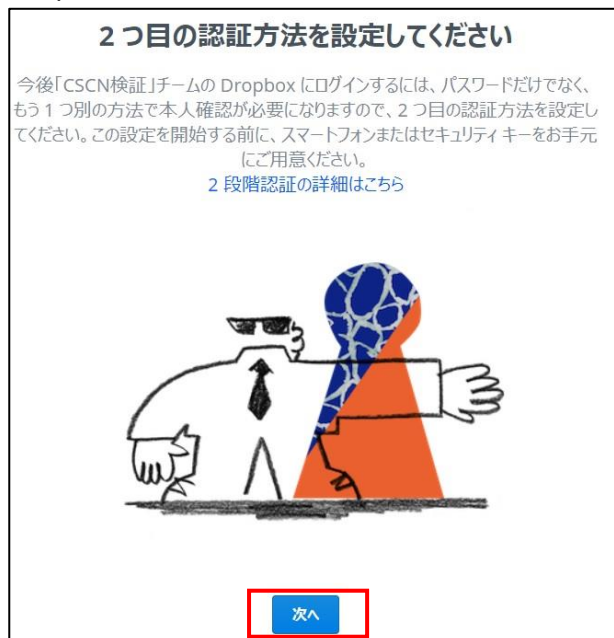 2 つ目の認証方法を設定してください
今後「CSCN検証」チームの Dropbox にログインするには、パスワードだけでなく、
もう 1 つ別の方法で本人確認が必要になりますので、2 つ目の認証方法を設定し
てください。この設定を開始する前に、スマートフォンまたはセキュリティ キーをお手元
にご用意ください。
2 段階認証の詳細はこちら
次へ